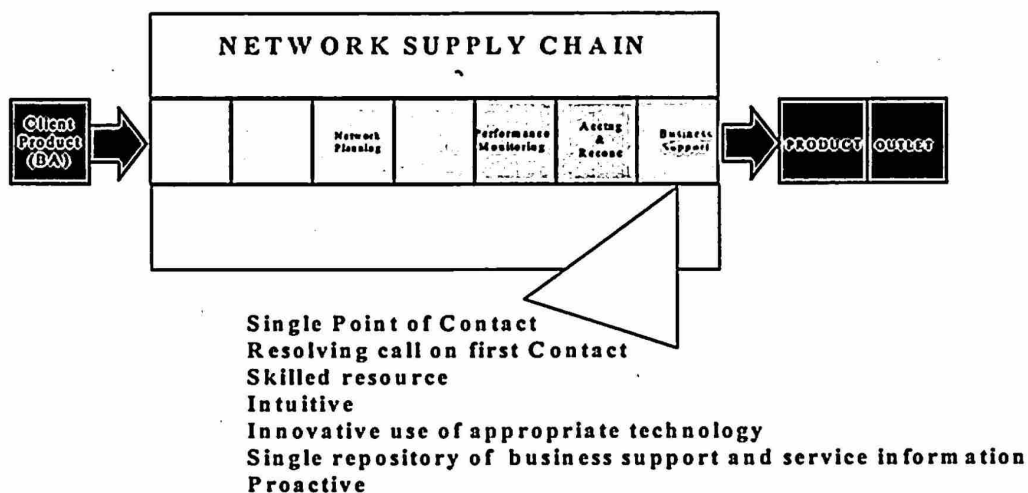 NETWORK SUPPLY CHAIN
Client
Product
(BA)
Network
Planning
Performance
Monitoring
Acctng
&
Reconc
Business
Support
PRODUCT
OUTLET
Single Point of Contact
Resolving call on first Contact
Skilled resource
Intuitive
Innovative use of appropriate technology
Single repository of business support and service information
Proactive